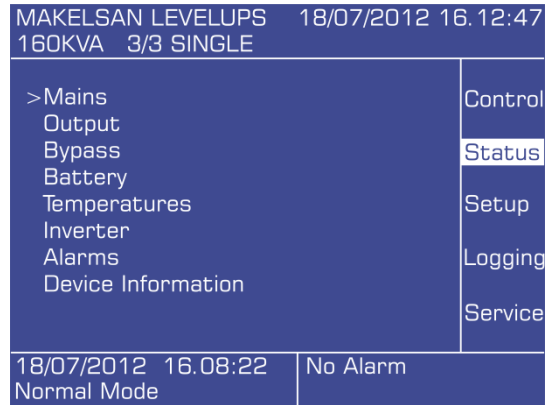 MAKELSAN LEVELUPS 18/07/2012 16.12:47
160KVA 3/3 SINGLE
>Mains
Output
Bypass
Battery
Temperatures
Inverter
Alarms
Device Information
Control
Status
Setup
Logging
Service
18/07/2012 16.08:22
Normal Mode
No Alarm